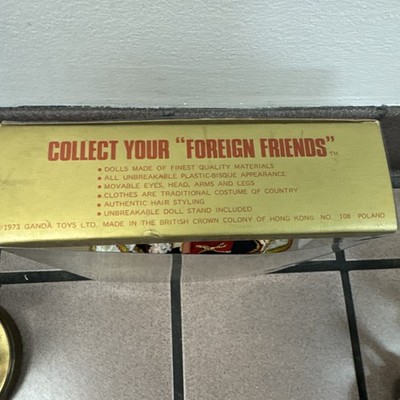 COLLECT YOUR "FOREIGN FRIENDS"™
• DOLLS MADE OF FINEST QUALITY MATERIALS
• ALL UNBREAKABLE PLASTIC-BISQUE APPEARANCE
• MOVABLE EYES, HEAD, ARMS AND LEGS
• CLOTHES ARE TRADITIONAL COSTUME OF COUNTRY
• AUTHENTIC HAIR STYLING
• UNBREAKABLE DOLL STAND INCLUDED
©1973 GANDA TOYS LTD. MADE IN THE BRITISH CROWN COLONY OF HONG KONG NO. 108 · POLAND